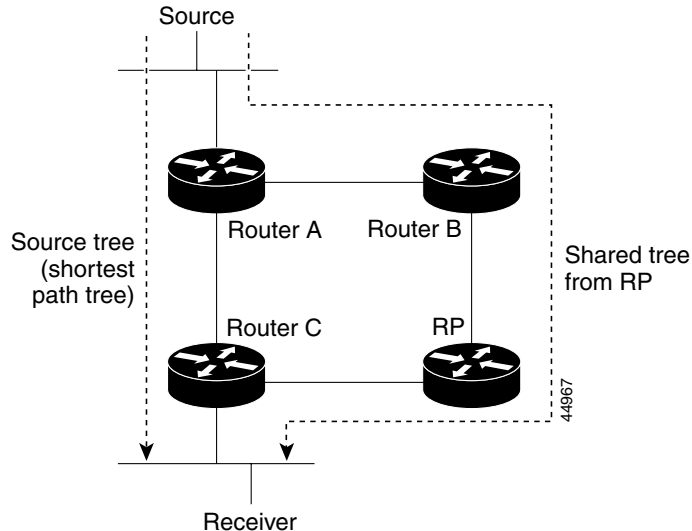 Source
Router A
Router B
Source tree
(shortest
path tree)
Shared tree
from RP
Router C
RP
44967
Receiver